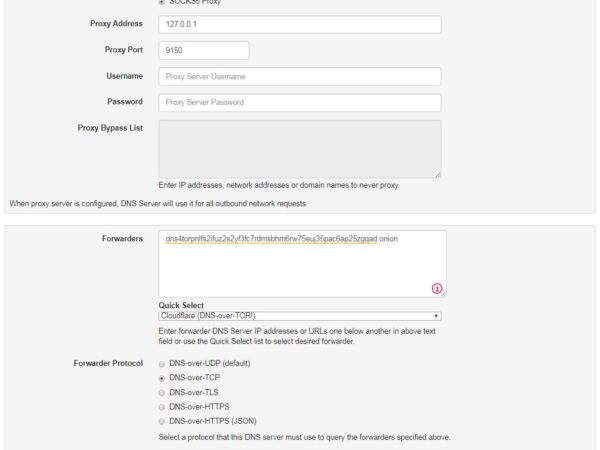 SOCKS5 Proxy
Proxy Address 127.0.0.1
Proxy Port 9150
Username Proxy Server Username
Password Proxy Server Password
Proxy Bypass List
Enter IP addresses, network addresses or domain names to never proxy.
When proxy server is configured, DNS Server will use it for all outbound network requests.
Forwarders dns4torpnlfs2ifuz2s2yf3fc7rdmsbhm6rw75euj35pac6ap25zgqad.onion
1
Quick Select
Cloudflare (DNS-over-TOR!)
Enter forwarder DNS Server IP addresses or URLs one below another in above text
field or use the Quick Select list to select desired forwarder.
Forwarder Protocol DNS-over-UDP (default)
DNS-over-TCP
DNS-over-TLS
DNS-over-HTTPS
DNS-over-HTTPS (JSON)
Select a protocol that this DNS server must use to query the forwarders specified above.